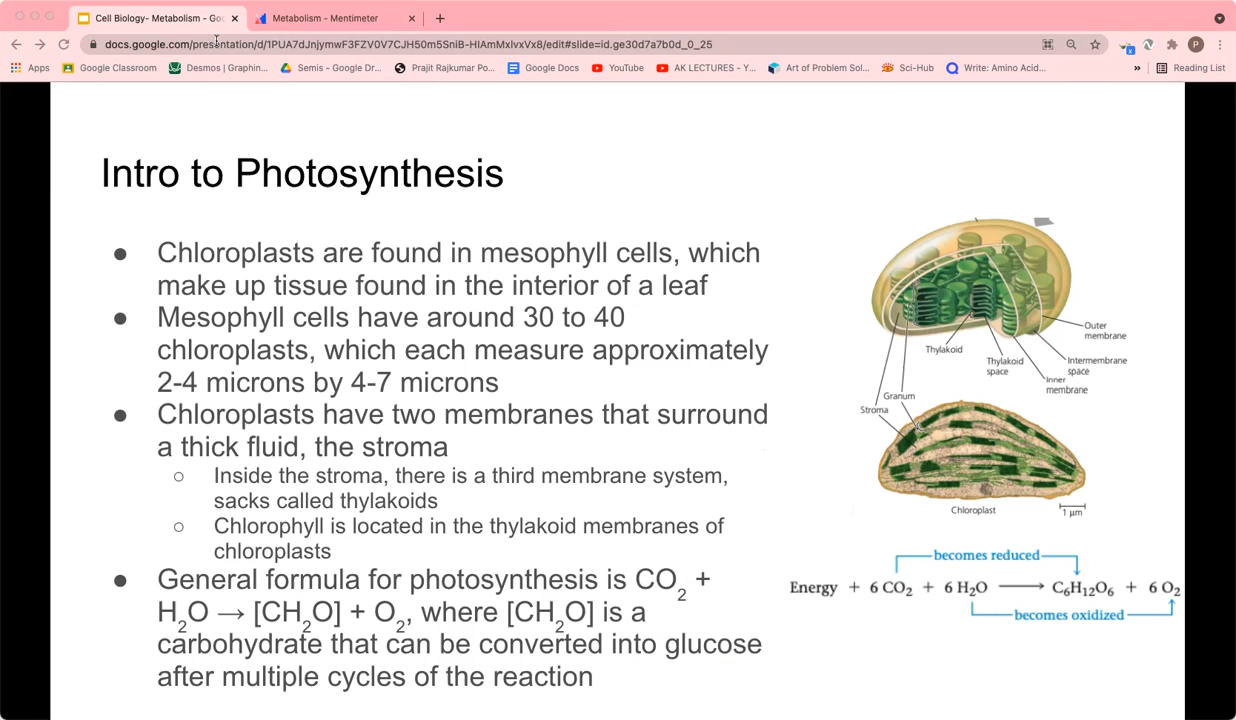 Cell Biology- Metabolism - Goo
Metabolism - Mentimeter
docs.google.com/presentation/d/1PUA7dJnjymwF3FZV0V7CJH50m5SniB-HIAmMxIvxVx8/edit#slide=id.ge30d7a7b0d_0_25
P
Apps
Google Classroom
Desmos | Graphin...
Semis - Google Dr...
Prajit Rajkumar Po...
Google Docs
YouTube
AK LECTURES - Y...
Art of Problem Sol...
Sci-Hub
Write: Amino Acid...
»
Reading List
Intro to Photosynthesis
● Chloroplasts are found in mesophyll cells, which
make up tissue found in the interior of a leaf
● Mesophyll cells have around 30 to 40
chloroplasts, which each measure approximately
2-4 microns by 4-7 microns
● Chloroplasts have two membranes that surround
a thick fluid, the stroma
○ Inside the stroma, there is a third membrane system,
sacks called thylakoids
○ Chlorophyll is located in the thylakoid membranes of
chloroplasts
● General formula for photosynthesis is CO₂ +
H₂O → [CH₂O] + O₂, where [CH₂O] is a
carbohydrate that can be converted into glucose
after multiple cycles of the reaction
Outer
membrane
Thylakoid
Thylakoid
space
Intermembrane
space
Inner
membrane
Granum
Stroma
Chloroplast
1 µm
becomes reduced
Energy + 6 CO₂ + 6 H₂O → C₆H₁₂O₆ + 6 O₂
becomes oxidized